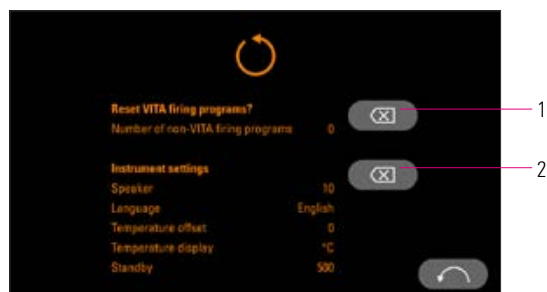 Reset VITA firing programs?
Number of non-VITA firing programs 0
1
Instrument settings
2
Speaker 10
Language English
Temperature offset 0
Temperature display °C
Standby 500